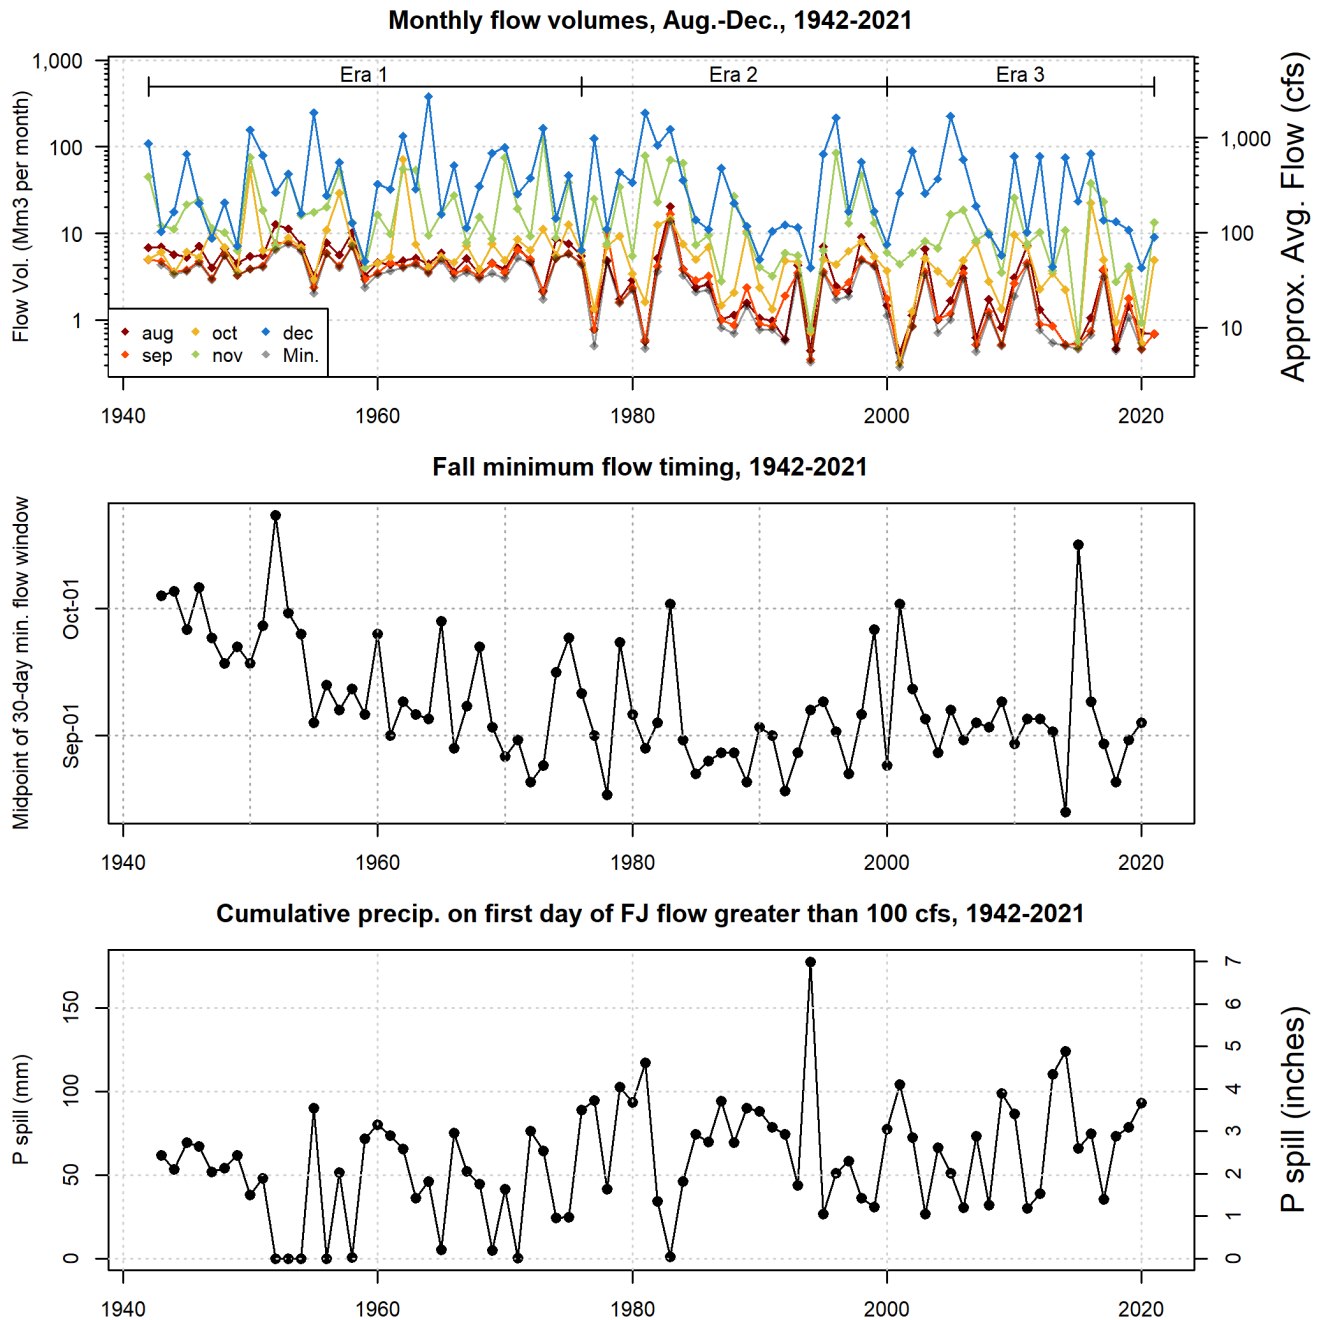 Monthly flow volumes, Aug.-Dec., 1942-2021
Flow Vol. (Mm3 per month)
1,000
100
10
1
Era 1
Era 2
Era 3
aug
oct
dec
sep
nov
Min.
1,000
100
10
Approx. Avg. Flow (cfs)
1940
1960
1980
2000
2020
Fall minimum flow timing, 1942-2021
Midpoint of 30-day min. flow window
Oct-01
Sep-01
1940
1960
1980
2000
2020
Cumulative precip. on first day of FJ flow greater than 100 cfs, 1942-2021
P spill (mm)
150
100
50
0
7
6
5
4
3
2
1
0
P spill (inches)
1940
1960
1980
2000
2020